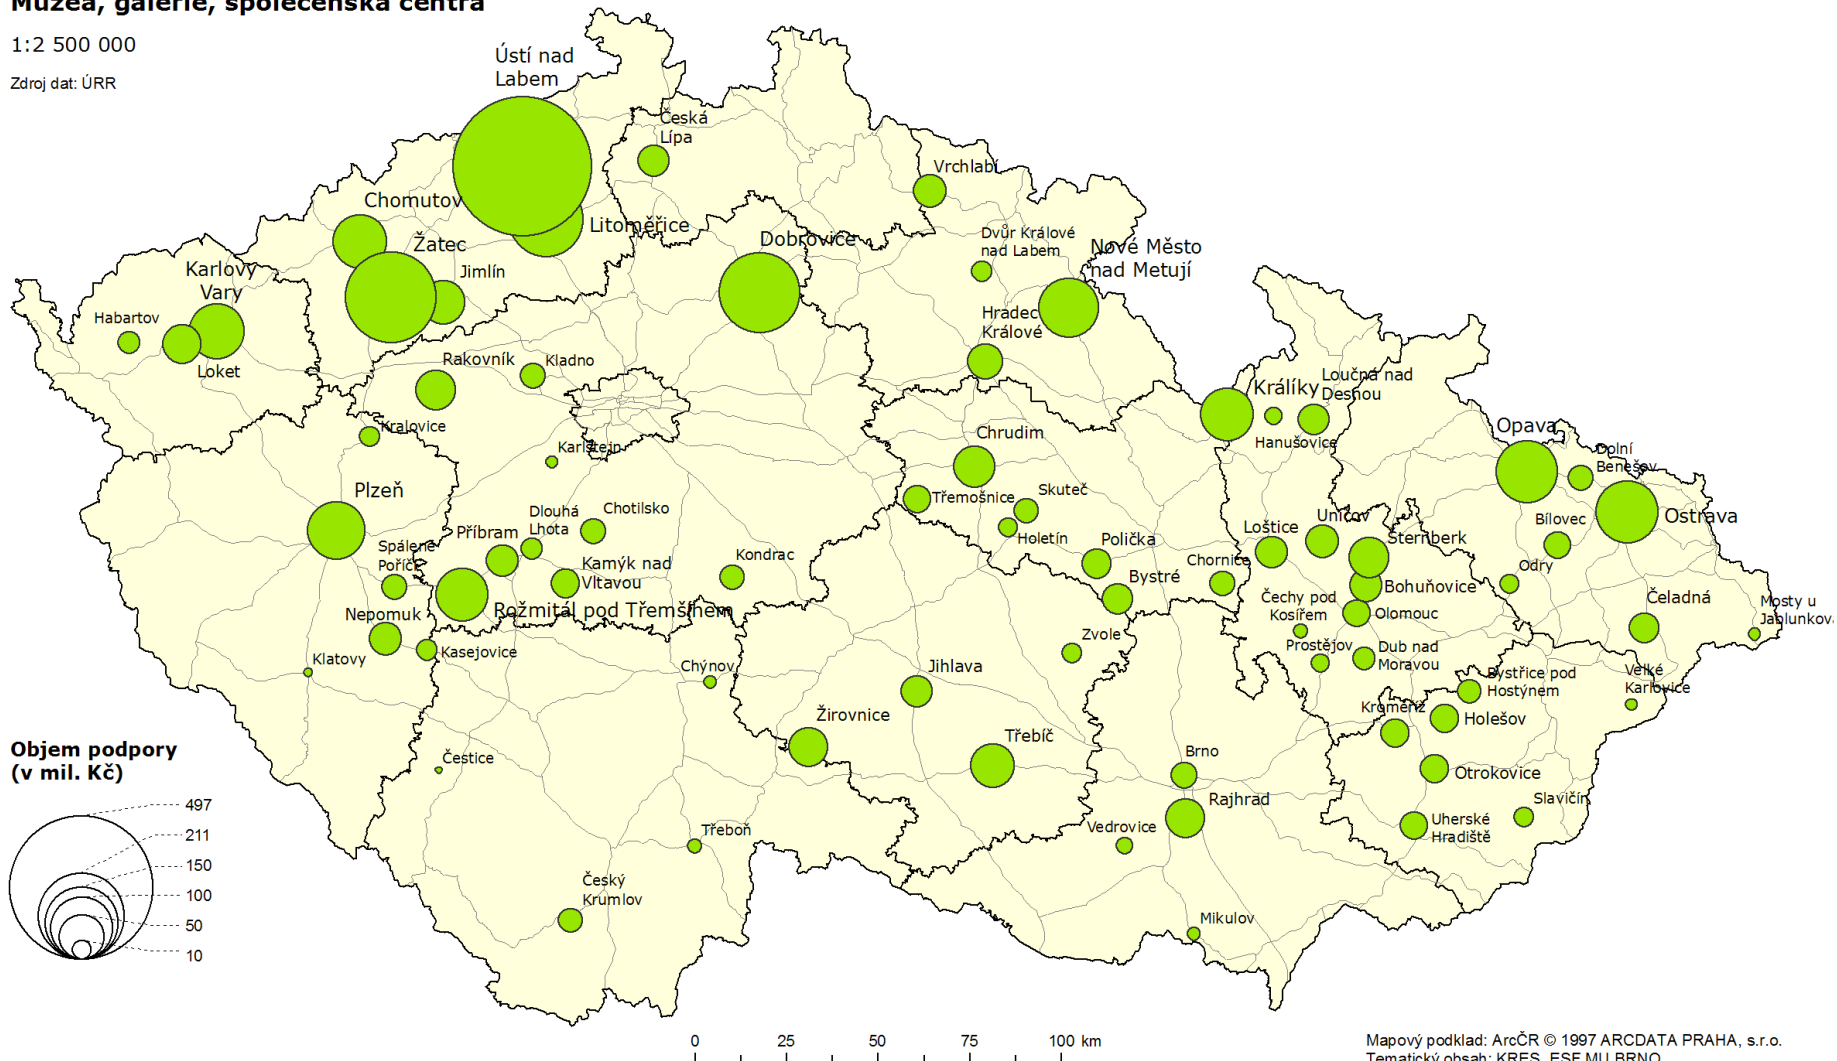 Muzea, galerie, společenská centra
1:2 500 000
Zdroj dat: ÚRR
Ústí nad
Labem
Česká
Lípa
Vrchlabí
Chomutov
Litoměřice
Žatec
Dobrovice
Dvůr Králové
nad Labem
Nové Město
nad Metují
Jimlín
Karlovy
Vary
Habartov
Loket
Hradec
Králové
Rakovník
Kladno
Králíky
Loučná nad
Desnou
Hanušovice
Kralovice
Karlštejn
Chrudim
Opava
Dolní
Benešov
Plzeň
Třemošnice
Skuteč
Holetín
Chotilsko
Dlouhá
Lhota
Příbram
Ostrava
Bílovec
Uničov
Loštice
Šternberk
Polička
Spálené
Poříčí
Kamýk nad
Vltavou
Kondrac
Chornice
Bystré
Bohuňovice
Odry
Čechy pod
Kosířem
Olomouc
Čeladná
Mosty u
Jablunkova
Rožmitál pod Třemšínem
Nepomuk
Kasejovice
Klatovy
Zvole
Prostějov
Dub nad
Moravou
Chýnov
Jihlava
Bystřice pod
Hostýnem
Velké
Karlovice
Kroměříž
Holešov
Žirovnice
Třebíč
Čestice
Brno
Otrokovice
Rajhrad
Slavičín
Vedrovice
Uherské
Hradiště
Třeboň
Český
Krumlov
Mikulov
Objem podpory
(v mil. Kč)
497
211
150
100
50
10
0 25 50 75 100 km
Mapový podklad: ArcČR © 1997 ARCDATA PRAHA, s.r.o.
Tematický obsah: KRES, ESF MU BRNO